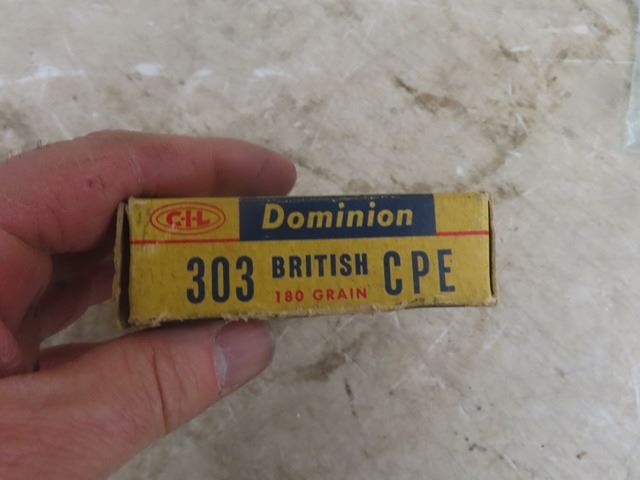 C-I-L Dominion
303 BRITISH CPE
180 GRAIN